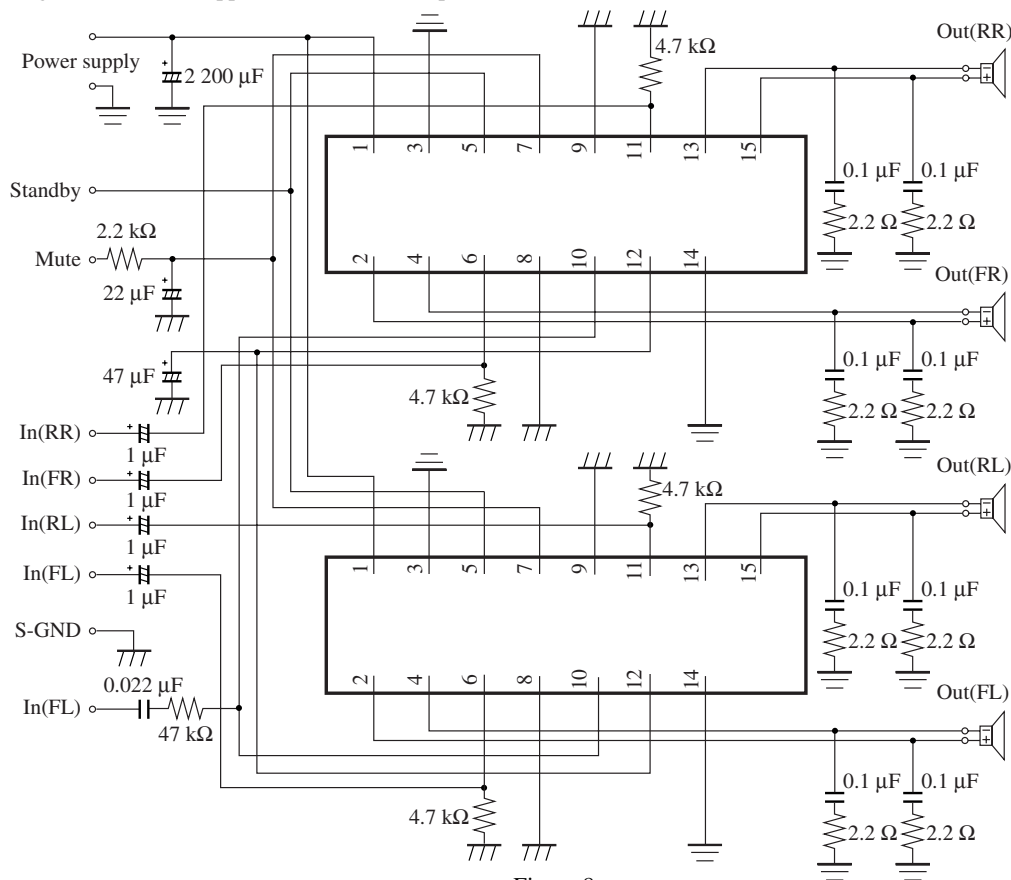 4.7 kΩ
Out(RR)
Power supply
2 200 μF
1 3 5 7 9 11 13 15
0.1 μF 0.1 μF
Standby
2.2 kΩ
2.2 Ω 2.2 Ω
Mute
2 4 6 8 10 12 14
Out(FR)
22 μF
47 μF
0.1 μF 0.1 μF
4.7 kΩ
2.2 Ω 2.2 Ω
In(RR)
1 μF
In(FR)
1 μF
4.7 kΩ
Out(RL)
In(RL)
1 μF
1 3 5 7 9 11 13 15
In(FL)
1 μF
0.1 μF 0.1 μF
S-GND
2.2 Ω 2.2 Ω
0.022 μF
2 4 6 8 10 12 14
Out(FL)
In(FL)
47 kΩ
0.1 μF 0.1 μF
4.7 kΩ
2.2 Ω 2.2 Ω